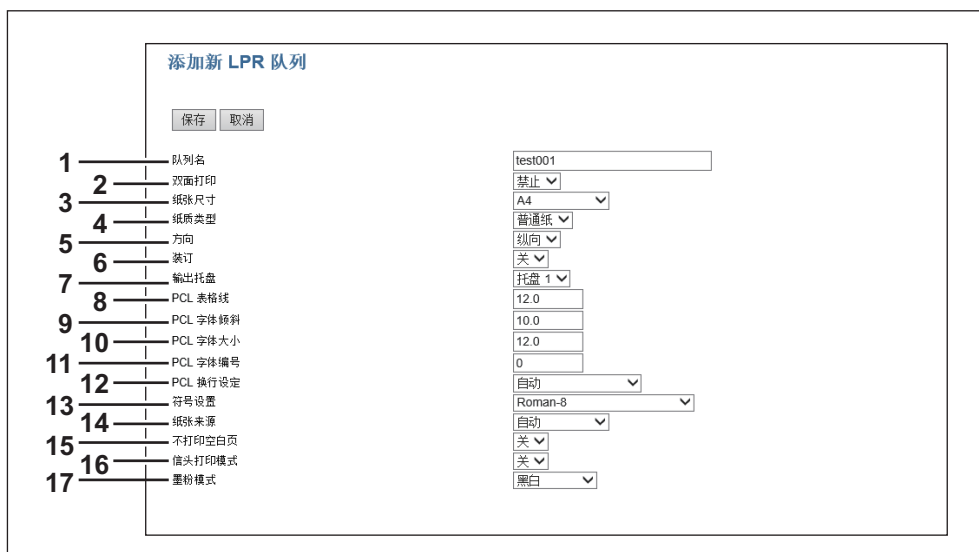 添加新 LPR 队列
保存 取消
1 队列名 test001
2 双面打印 禁止
3 纸张尺寸 A4
4 纸质类型 普通纸
5 方向 纵向
6 装订 关
7 输出托盘 托盘 1
8 PCL 表格线 12.0
9 PCL 字体倾斜 10.0
10 PCL 字体大小 12.0
11 PCL 字体编号 0
12 PCL 换行设定 自动
13 符号设置 Roman-8
14 纸张来源 自动
15 不打印空白页 关
16 信头打印模式 关
17 墨粉模式 黑白